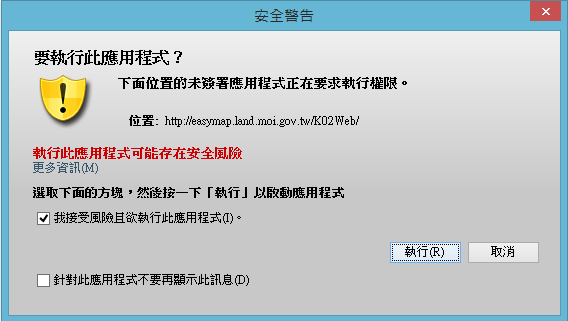 安全警告
要執行此應用程式？
下面位置的未簽署應用程式正在要求執行權限。
位置: http://easymap.land.moi.gov.tw/K02Web/
執行此應用程式可能存在安全風險
更多資訊(M)
選取下面的方塊，然後按一下「執行」以啟動應用程式
我接受風險且欲執行此應用程式(I)。
執行(R) 取消
針對此應用程式不要再顯示此訊息(D)